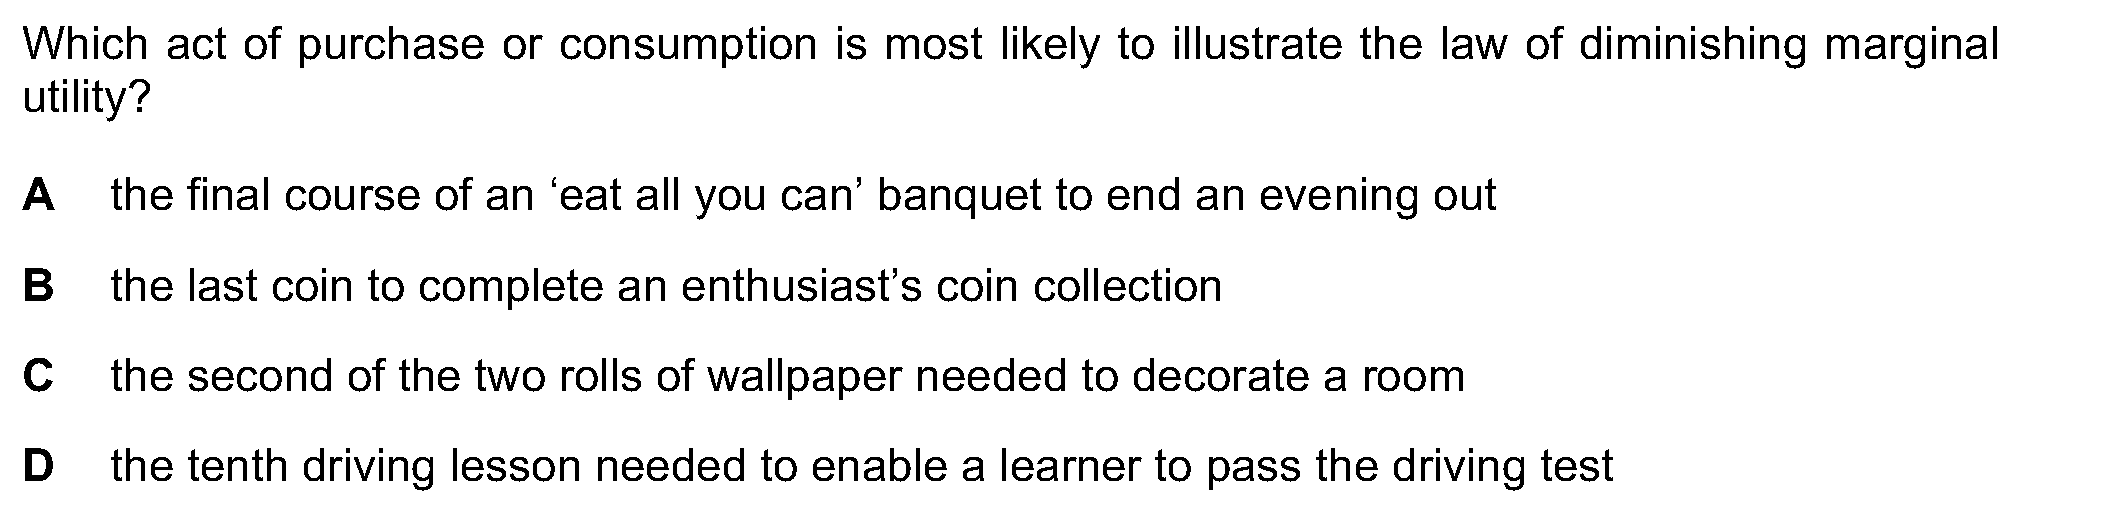 Which act of purchase or consumption is most likely to illustrate the law of diminishing marginal
utility?
A the final course of an ‘eat all you can’ banquet to end an evening out
B the last coin to complete an enthusiast’s coin collection
C the second of the two rolls of wallpaper needed to decorate a room
D the tenth driving lesson needed to enable a learner to pass the driving test